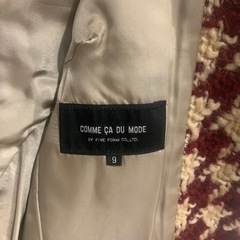 COMME ÇA DU MODE
BY FIVE FOXES CO., LTD.
9